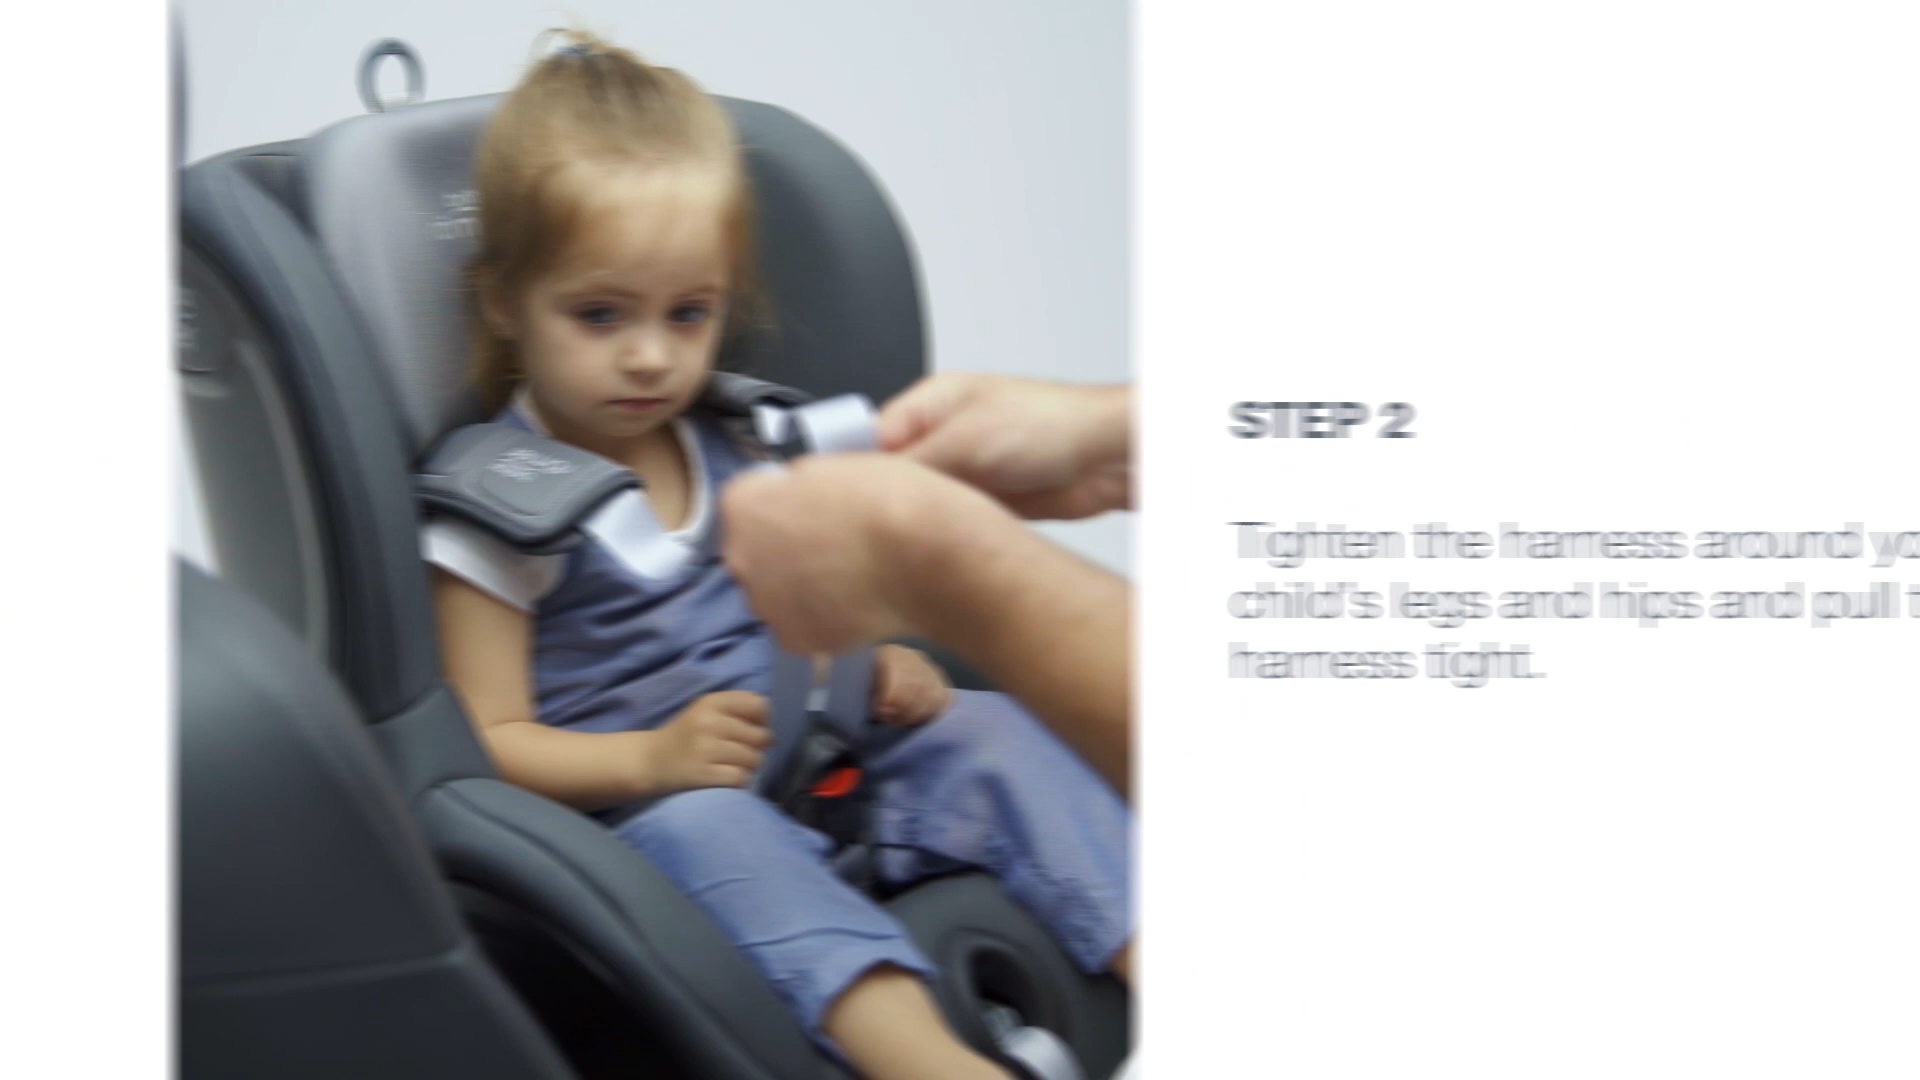 STEP 2
Tighten the harness around
child's legs and hips and pull
harness tight.